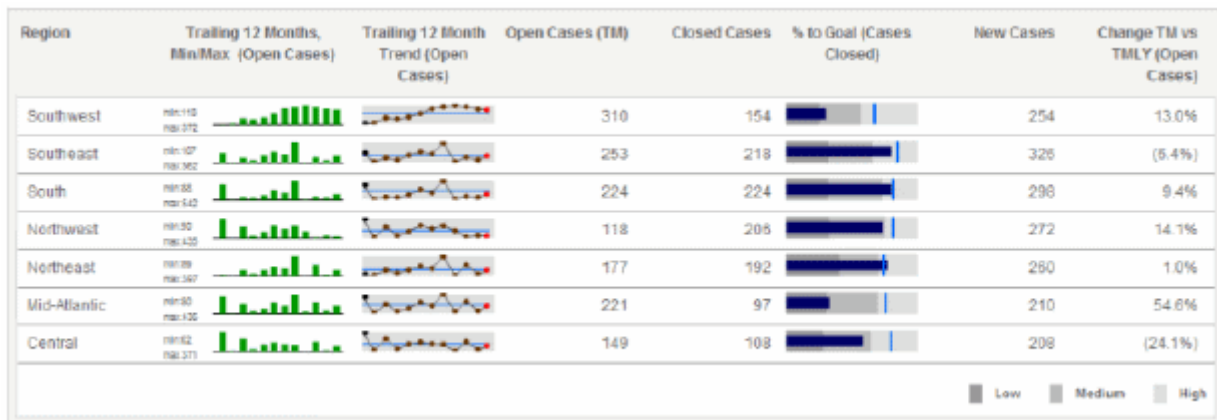 Region Trailing 12 Months, Trailing 12 Month Open Cases (TM) Closed Cases % to Goal (Cases New Cases Change TM vs
Min/Max (Open Cases) Trend (Open Closed) TMLY (Open
Cases) Cases)
Southwest 310 154 254 13.0%
Southeast 253 218 326
South 224 224 298 9.4%
Northwest 118 206 272 14.1%
Northeast 177 192 260 1.0%
Mid-Atlantic 221 97 210 54.6%
Central 149 108 208 (24.1%)
Low Medium High